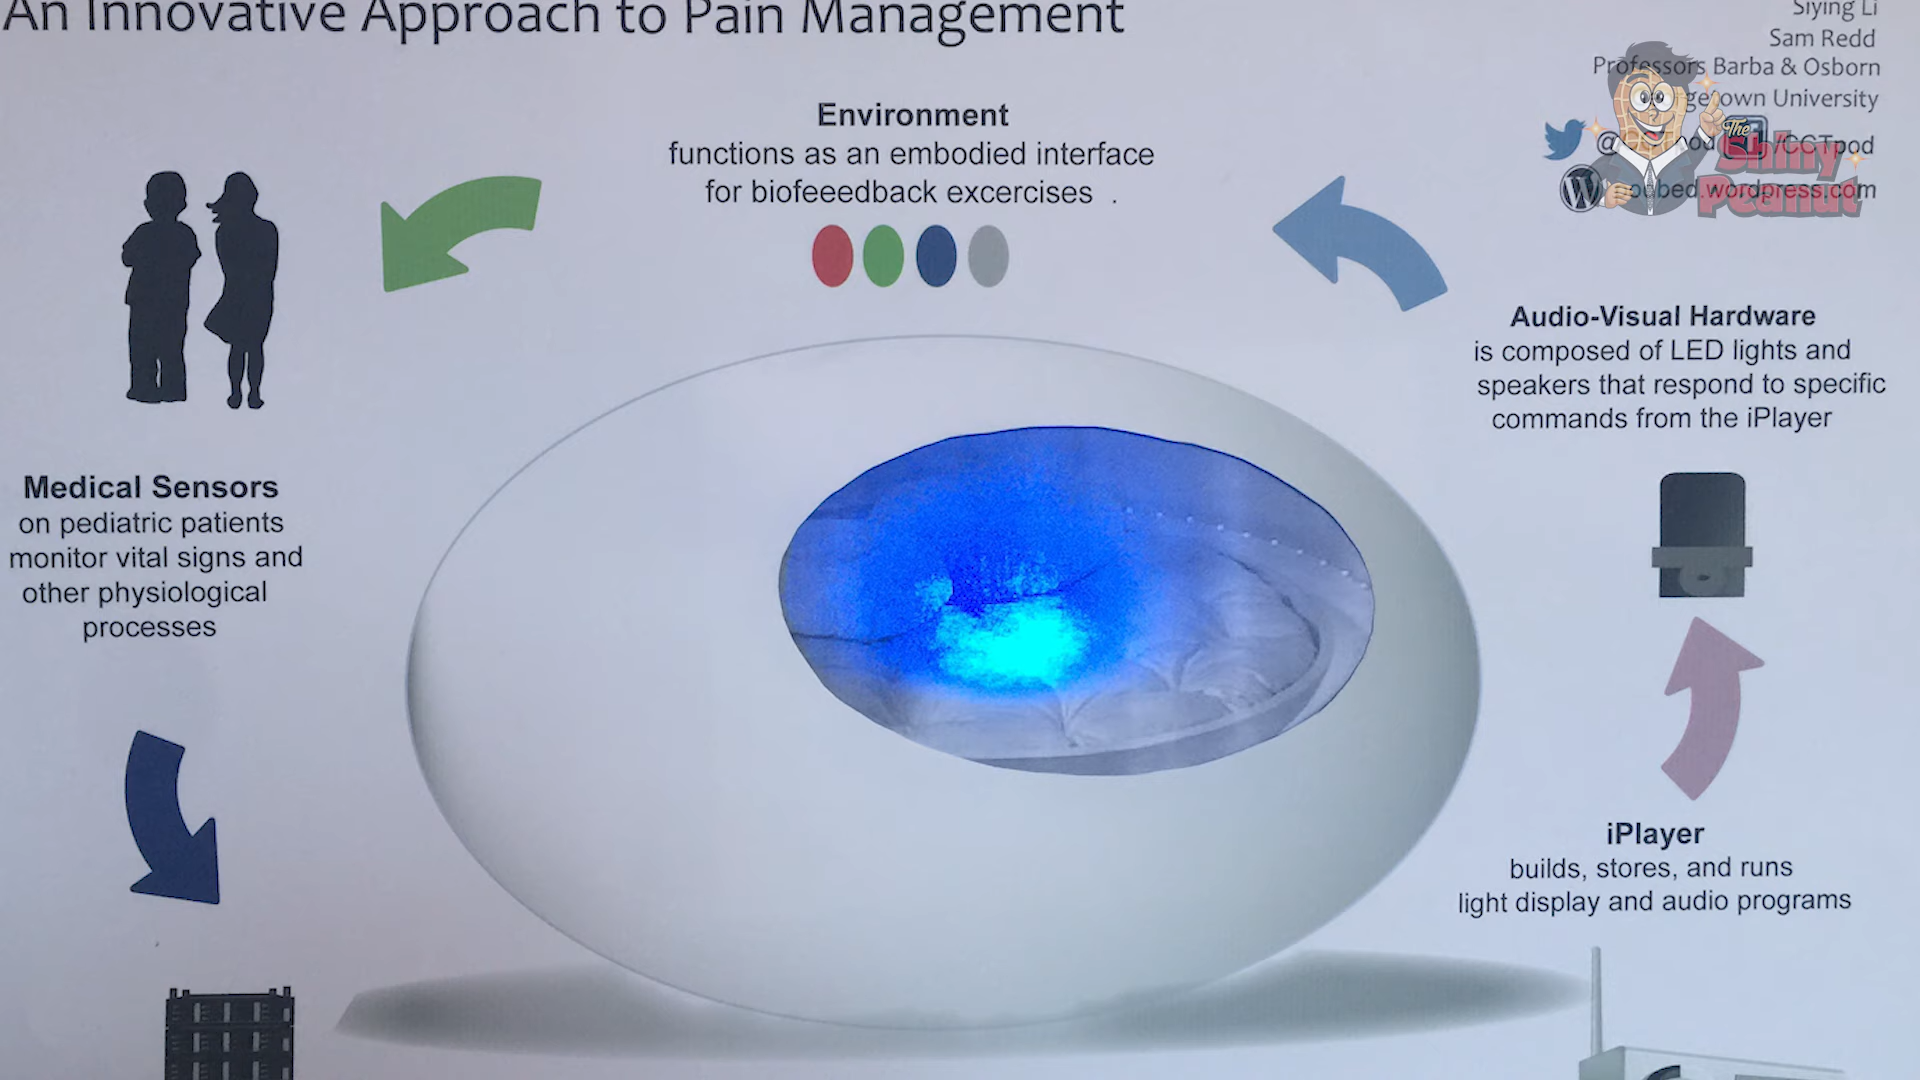 An Innovative Approach to Pain Management
Siying Li
Sam Redd
Professors Barba & Osborn
University
/CCTpod
The
Shiny
Peanut
Environment
functions as an embodied interface
for biofeeedback excercises .
Audio-Visual Hardware
is composed of LED lights and
speakers that respond to specific
commands from the iPlayer
Medical Sensors
on pediatric patients
monitor vital signs and
other physiological
processes
iPlayer
builds, stores, and runs
light display and audio programs